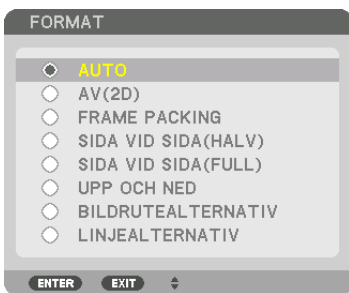 FORMAT
AUTO
AV(2D)
FRAME PACKING
SIDA VID SIDA(HALV)
SIDA VID SIDA(FULL)
UPP OCH NED
BILDRUTEALTERNATIV
LINJEALTERNATIV
ENTER EXIT